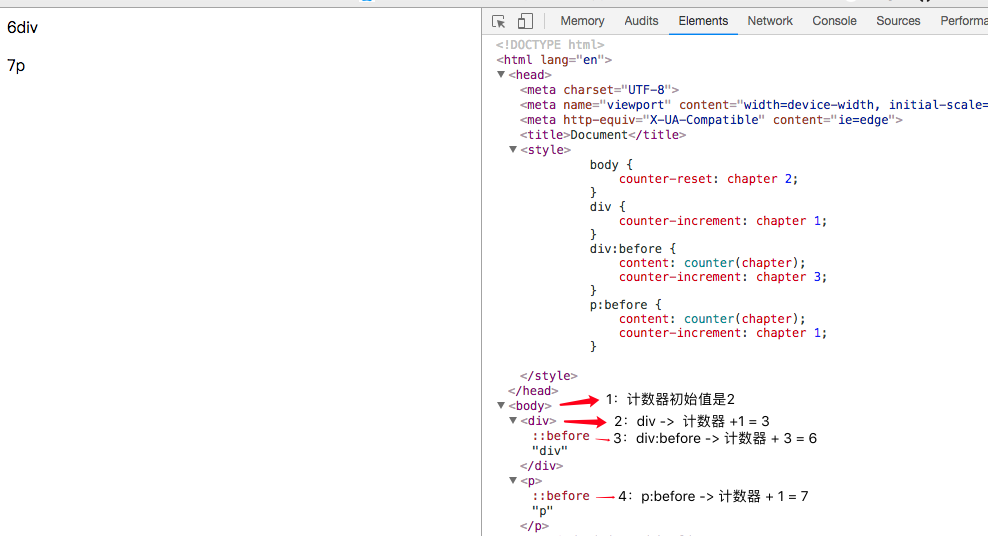 6div
7p
Memory Audits Elements Network Console Sources Performa
<!DOCTYPE html>
<html lang="en">
<head>
<meta charset="UTF-8">
<meta name="viewport" content="width=device-width, initial-scale=
<meta http-equiv="X-UA-Compatible" content="ie=edge">
<title>Document</title>
<style>
body {
counter-reset: chapter 2;
}
div {
counter-increment: chapter 1;
}
div:before {
content: counter(chapter);
counter-increment: chapter 3;
}
p:before {
content: counter(chapter);
counter-increment: chapter 1;
}
</style>
</head>
<body> 1：计数器初始值是2
<div> 2：div -> 计数器 +1 = 3
::before 3：div:before -> 计数器 + 3 = 6
"div"
</div>
<p>
::before 4：p:before -> 计数器 + 1 = 7
"p"
</p>